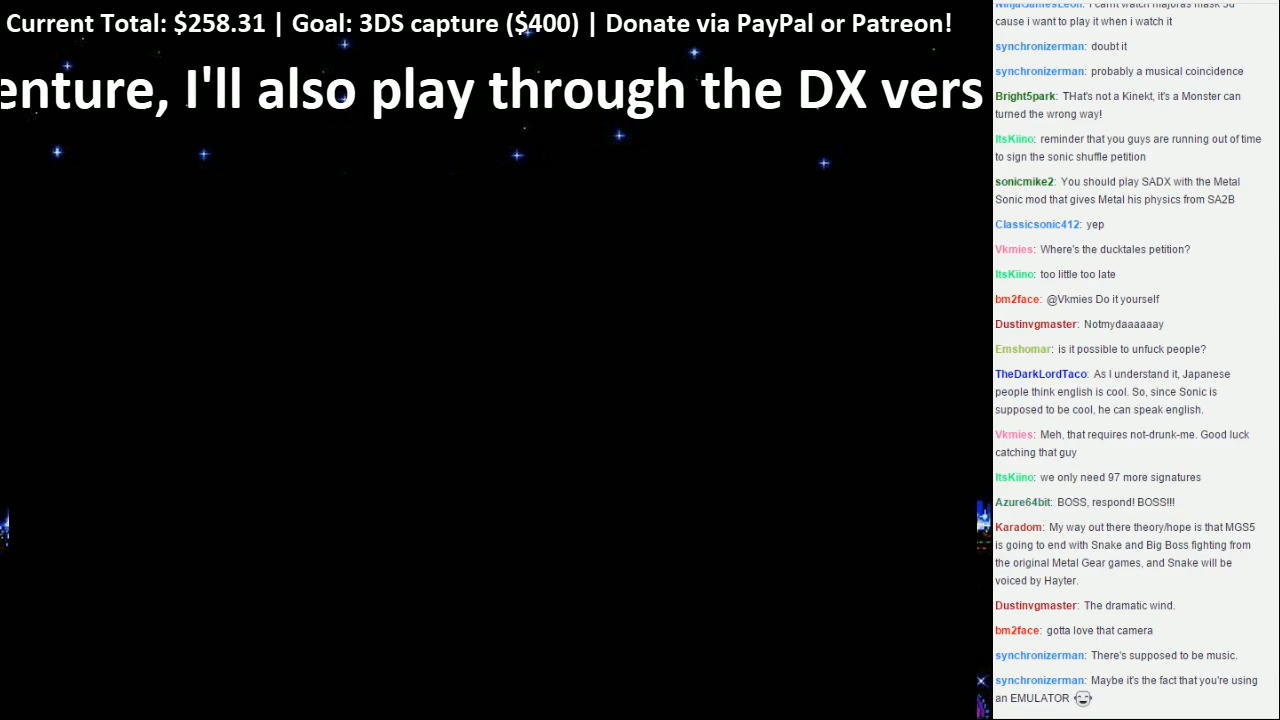 Current Total: $258.31 | Goal: 3DS capture ($400) | Donate via PayPal or Patreon!
enture, I'll also play through the DX vers
NinjaGamesLeon: I carnt watch majoras mask 3d
cause i want to play it when i watch it
synchronizerman: doubt it
synchronizerman: probably a musical coincidence
Bright5park: THat's not a Kinekt, it's a Monster can
turned the wrong way!
ItsKiino: reminder that you guys are running out of time
to sign the sonic shuffle petition
sonicmike2: You should play SADX with the Metal
Sonic mod that gives Metal his physics from SA2B
Classicsonic412: yep
Vkmies: Where's the ducktales petition?
ItsKiino: too little too late
bm2face: @Vkmies Do it yourself
Dustinvgmaster: Notmydaaaaaay
Emshomar: is it possible to unfuck people?
TheDarkLordTaco: As I understand it, Japanese
people think english is cool. So, since Sonic is
supposed to be cool, he can speak english.
Vkmies: Meh, that requires not-drunk-me. Good luck
catching that guy
ItsKiino: we only need 97 more signatures
Azure64bit: BOSS, respond! BOSS!!!
Karadom: My way out there theory/hope is that MGS5
is going to end with Snake and Big Boss fighting from
the original Metal Gear games, and Snake will be
voiced by Hayter.
Dustinvgmaster: The dramatic wind.
bm2face: gotta love that camera
synchronizerman: There's supposed to be music.
synchronizerman: Maybe it's the fact that you're using
an EMULATOR